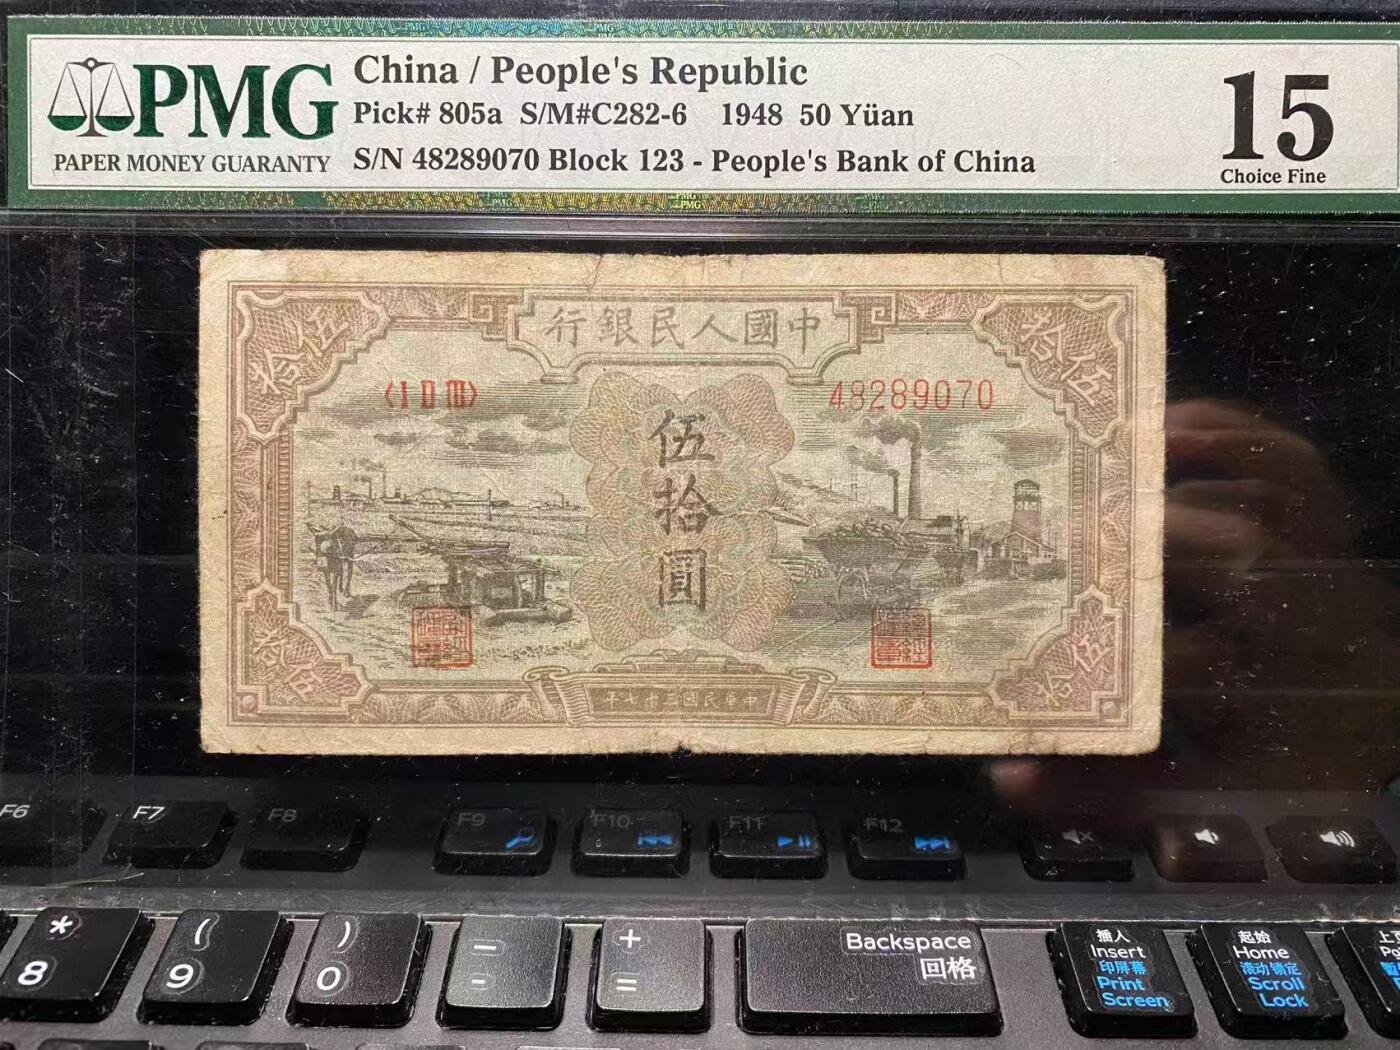 PMG
PAPER MONEY GUARANTY
China / People's Republic
Pick# 805a S/M#C282-6 1948 50 Yüan
S/N 48289070 Block 123 - People's Bank of China
15
Choice Fine
行銀民人國中
拾伍
拾伍
〈ⅠⅡⅢ〉
48289070
伍拾圓
拾伍
拾伍
年七十三國民華中
F6
F7
F8
F9
F10
F11
F12
* 8
( 9
) 0
— -
+ =
Backspace
回格
插入
Insert
印屏幕
Print
Screen
起始
Home
滚动锁定
Scroll
Lock